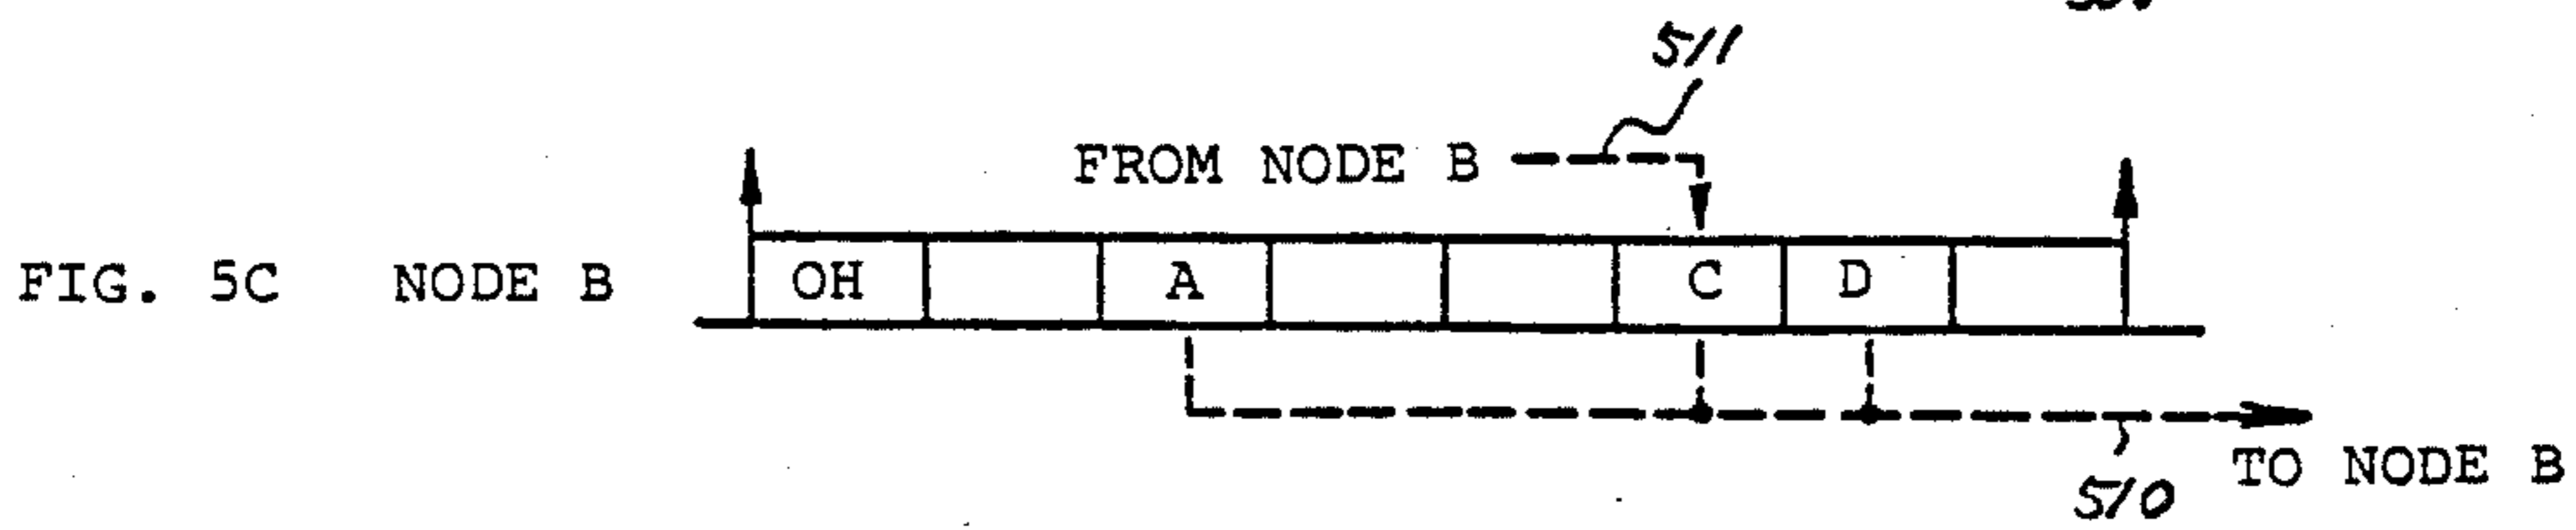 511
FROM NODE B
FIG. 5C NODE B OH A C D
TO NODE B
510